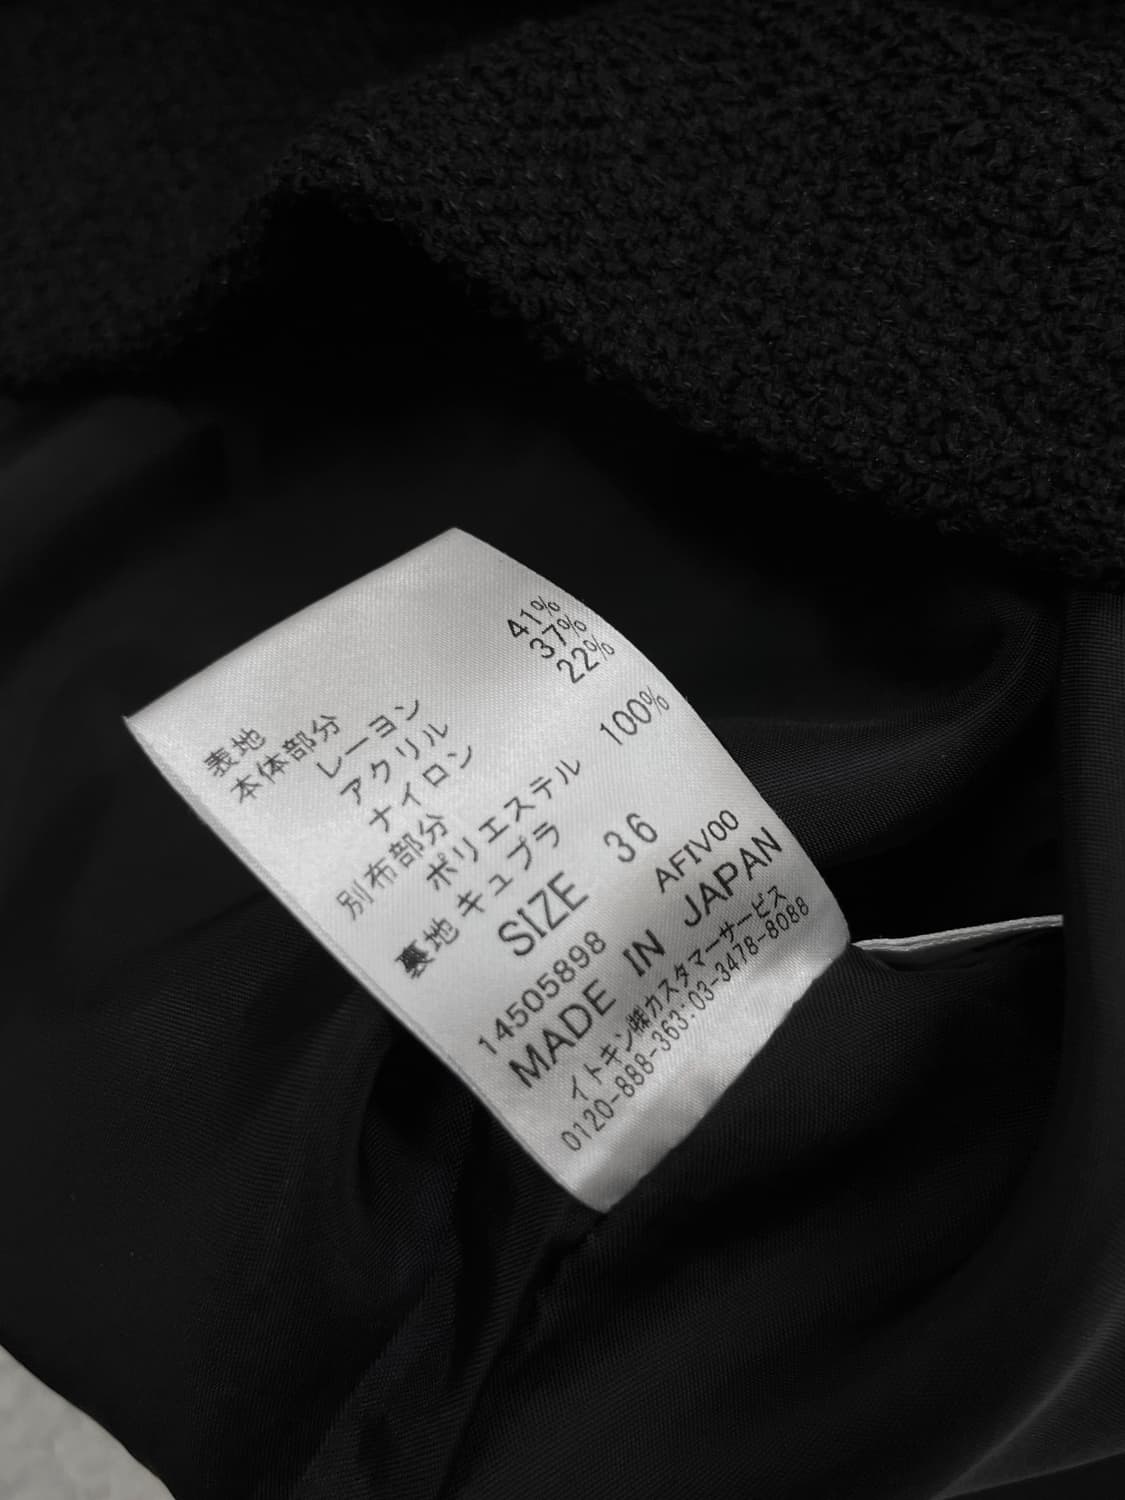 表地
本体部分
レーヨン 41%
アクリル 37%
ナイロン 22%
別布部分
ポリエステル 100%
裏地 キュプラ
SIZE 36
14505898 AFIV00
MADE IN JAPAN
イトキン㈱カスタマーサービス
0120-888-363:03-3478-8088